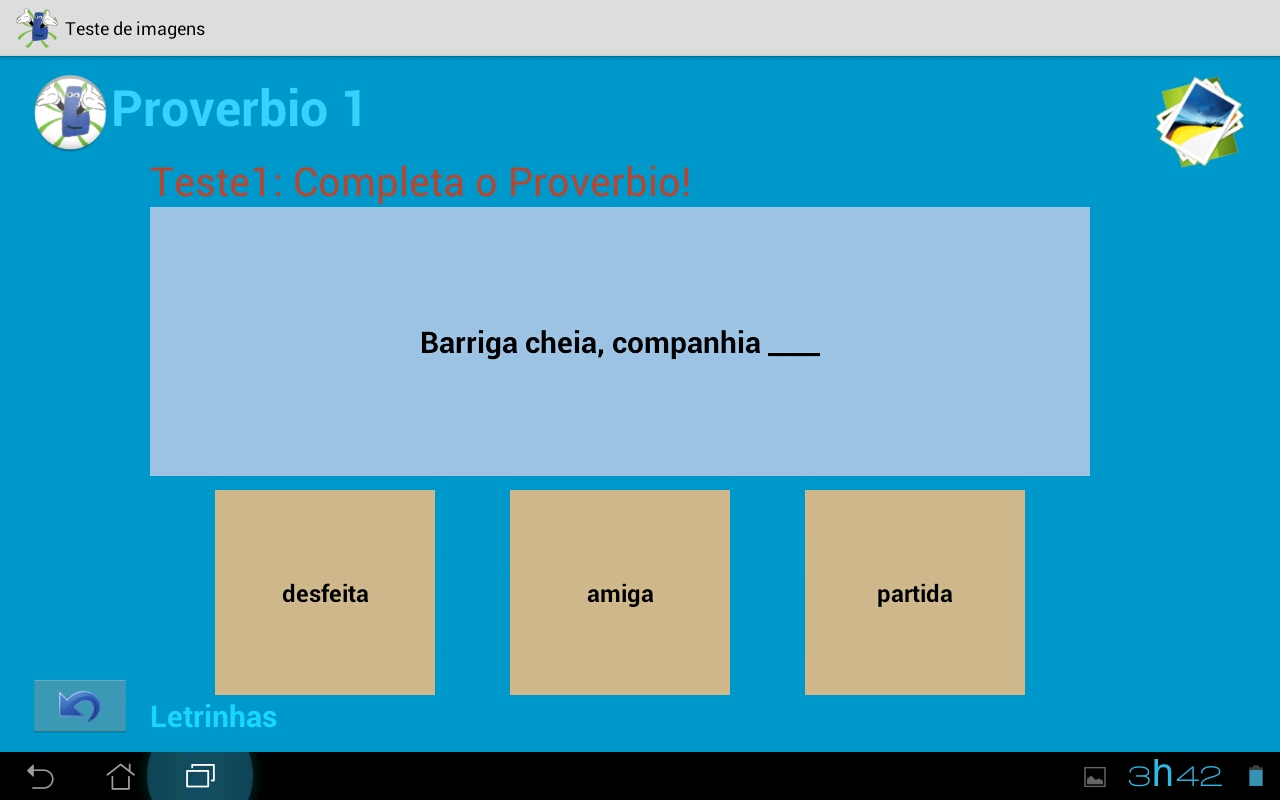 Teste de imagens
Proverbio 1
Teste1: Completa o Proverbio!
Barriga cheia, companhia ____
desfeita
amiga
partida
Letrinhas
3h42